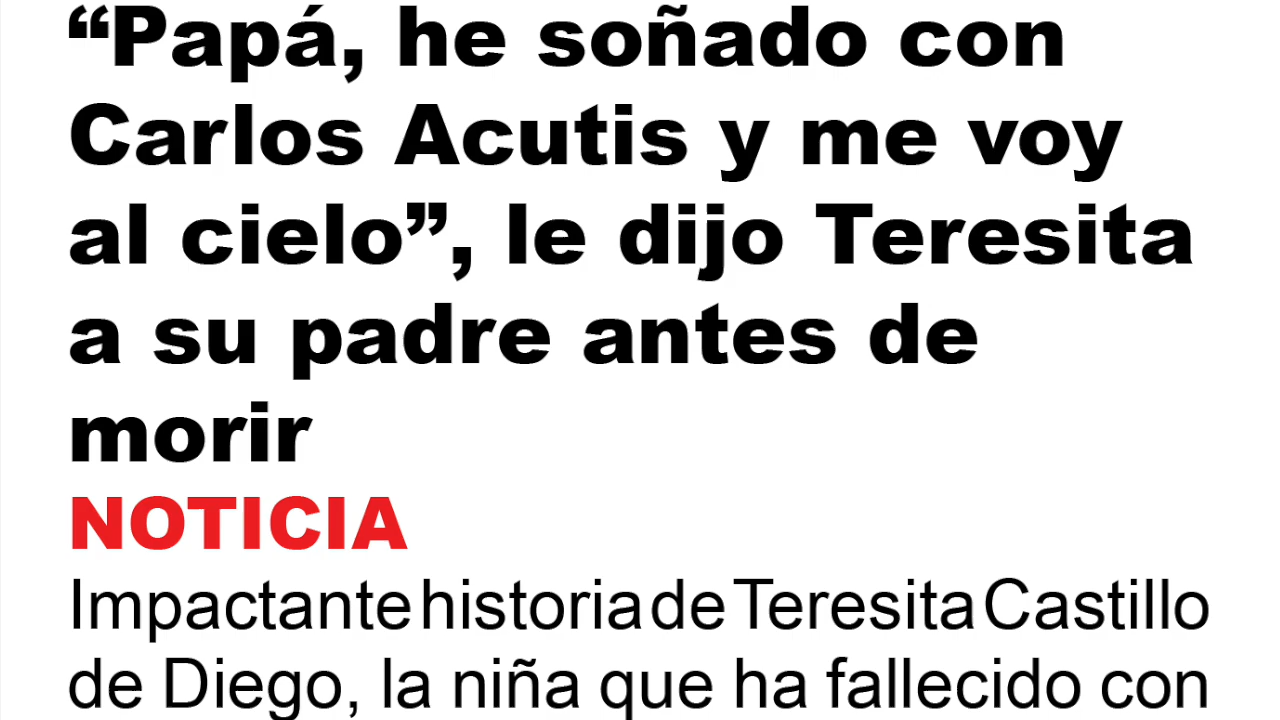 “Papá, he soñado con
Carlos Acutis y me voy
al cielo”, le dijo Teresita
a su padre antes de
morir
NOTICIA
Impactante historia de Teresita Castillo
de Diego, la niña que ha fallecido con